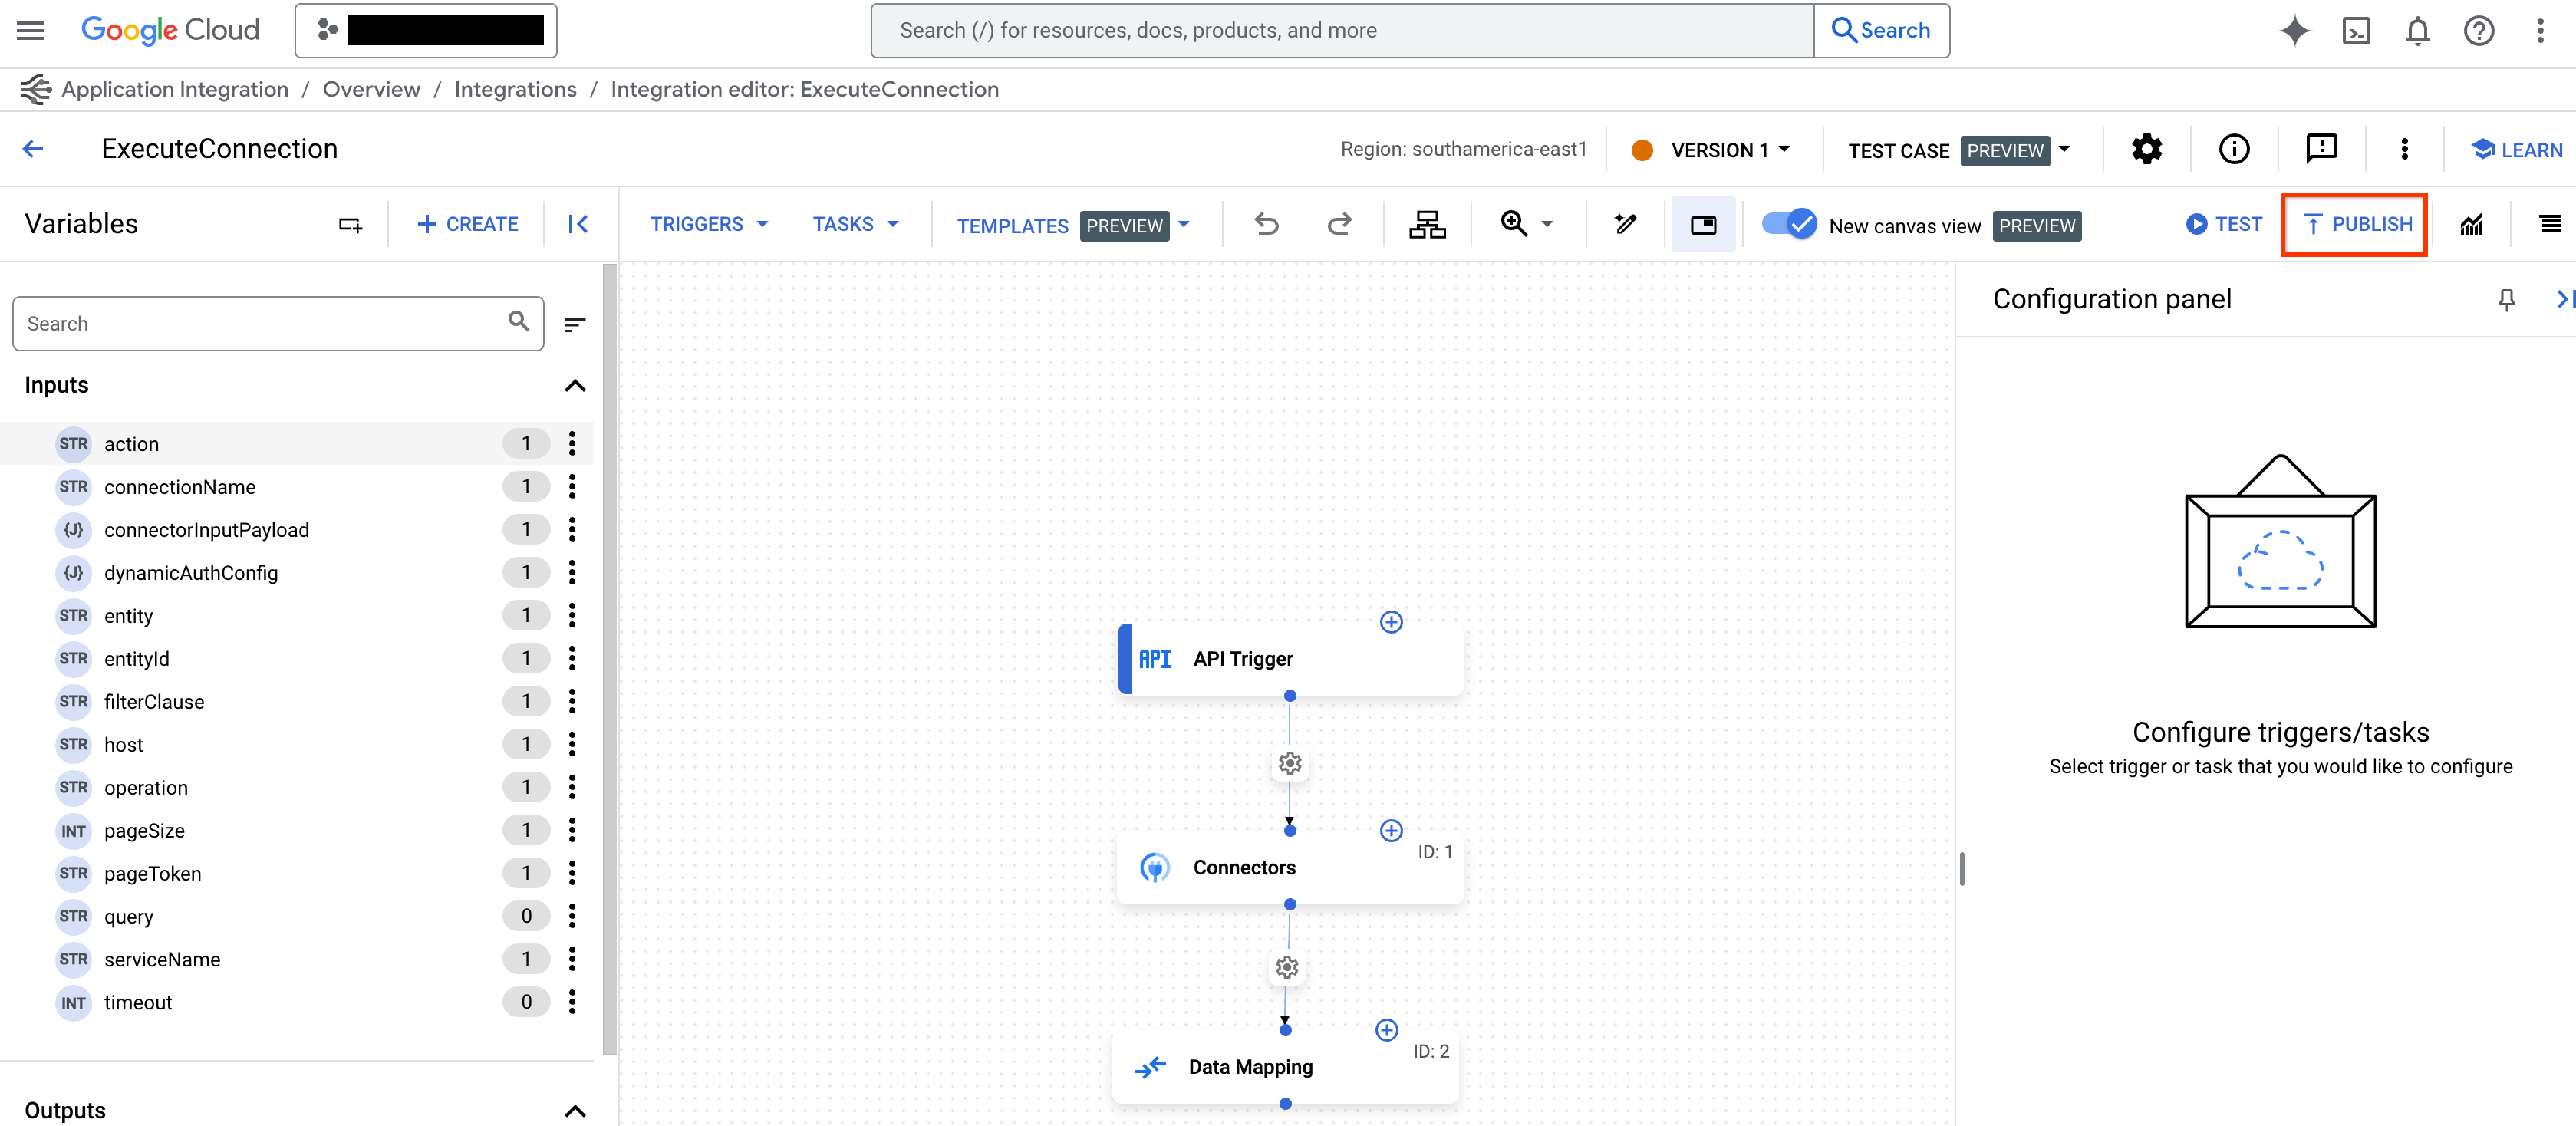 Google Cloud
Search (/) for resources, docs, products, and more
Search
Application Integration / Overview / Integrations / Integration editor: ExecuteConnection
ExecuteConnection
Region: southamerica-east1
VERSION 1
TEST CASE PREVIEW
LEARN
Variables
CREATE
TRIGGERS
TASKS
TEMPLATES PREVIEW
New canvas view PREVIEW
TEST
PUBLISH
Search
Inputs
STR action 1
STR connectionName 1
{J} connectorInputPayload 1
{J} dynamicAuthConfig 1
STR entity 1
STR entityId 1
STR filterClause 1
STR host 1
STR operation 1
INT pageSize 1
STR pageToken 1
STR query 0
STR serviceName 1
INT timeout 0
Outputs
API API Trigger
Connectors
ID: 1
Data Mapping
ID: 2
Configuration panel
Configure triggers/tasks
Select trigger or task that you would like to configure